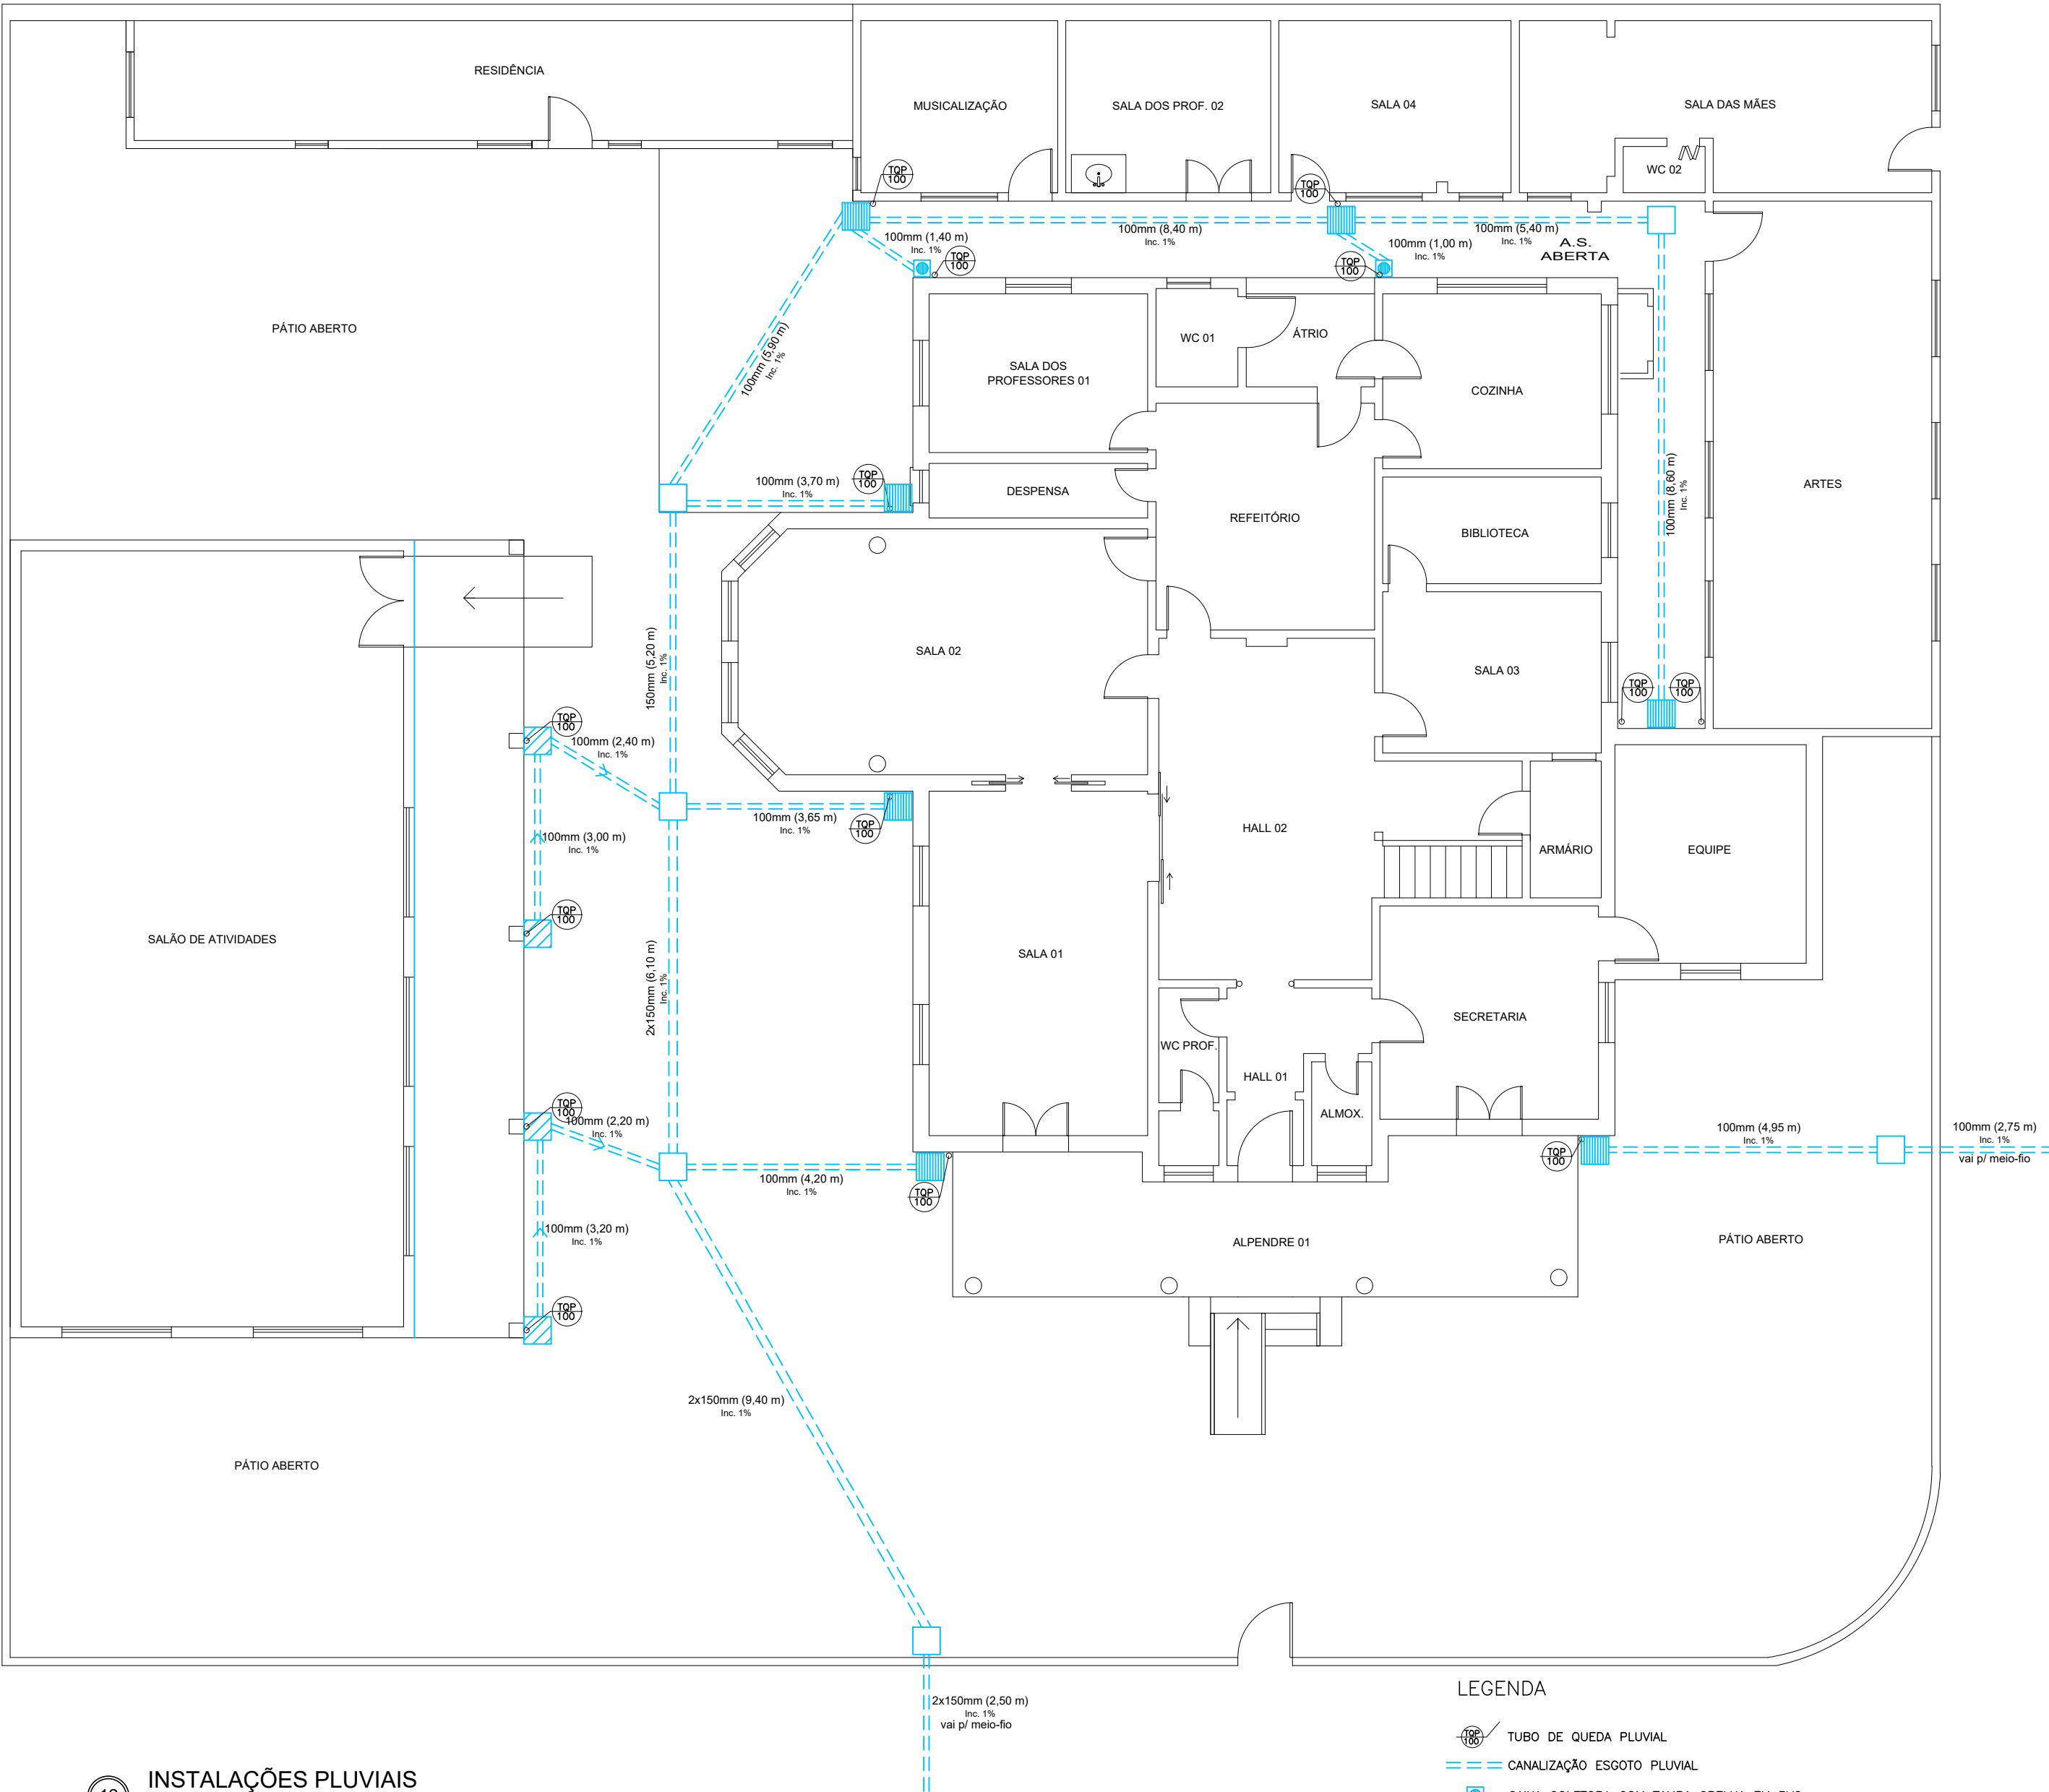 RESIDÊNCIA
MUSICALIZAÇÃO
SALA DOS PROF. 02
SALA 04
SALA DAS MÃES
WC 02
TQP
100
TQP
100
100mm (1,40 m)
Inc. 1%
100mm (8,40 m)
Inc. 1%
100mm (1,00 m)
Inc. 1%
100mm (5,40 m)
Inc. 1%
A.S.
ABERTA
TQP
100
TQP
100
PÁTIO ABERTO
100mm (5,90 m)
Inc. 1%
WC 01
ÁTRIO
SALA DOS
PROFESSORES 01
COZINHA
100mm (3,70 m)
Inc. 1%
TQP
100
DESPENSA
REFEITÓRIO
BIBLIOTECA
100mm (8,60 m)
Inc. 1%
ARTES
150mm (5,20 m)
Inc. 1%
SALA 02
SALA 03
TQP
100
TQP
100
TQP
100
100mm (2,40 m)
Inc. 1%
100mm (3,65 m)
Inc. 1%
TQP
100
HALL 02
100mm (3,00 m)
Inc. 1%
ARMÁRIO
EQUIPE
TQP
100
SALÃO DE ATIVIDADES
SALA 01
2x150mm (6,10 m)
Inc. 1%
SECRETARIA
WC PROF.
HALL 01
ALMOX.
TQP
100
100mm (2,20 m)
Inc. 1%
100mm (4,20 m)
Inc. 1%
TQP
100
TQP
100
100mm (4,95 m)
Inc. 1%
100mm (2,75 m)
Inc. 1%
vai p/ meio-fio
100mm (3,20 m)
Inc. 1%
ALPENDRE 01
PÁTIO ABERTO
TQP
100
2x150mm (9,40 m)
Inc. 1%
PÁTIO ABERTO
2x150mm (2,50 m)
Inc. 1%
vai p/ meio-fio
LEGENDA
TQP
100
TUBO DE QUEDA PLUVIAL
CANALIZAÇÃO ESGOTO PLUVIAL
INSTALAÇÕES PLUVIAIS